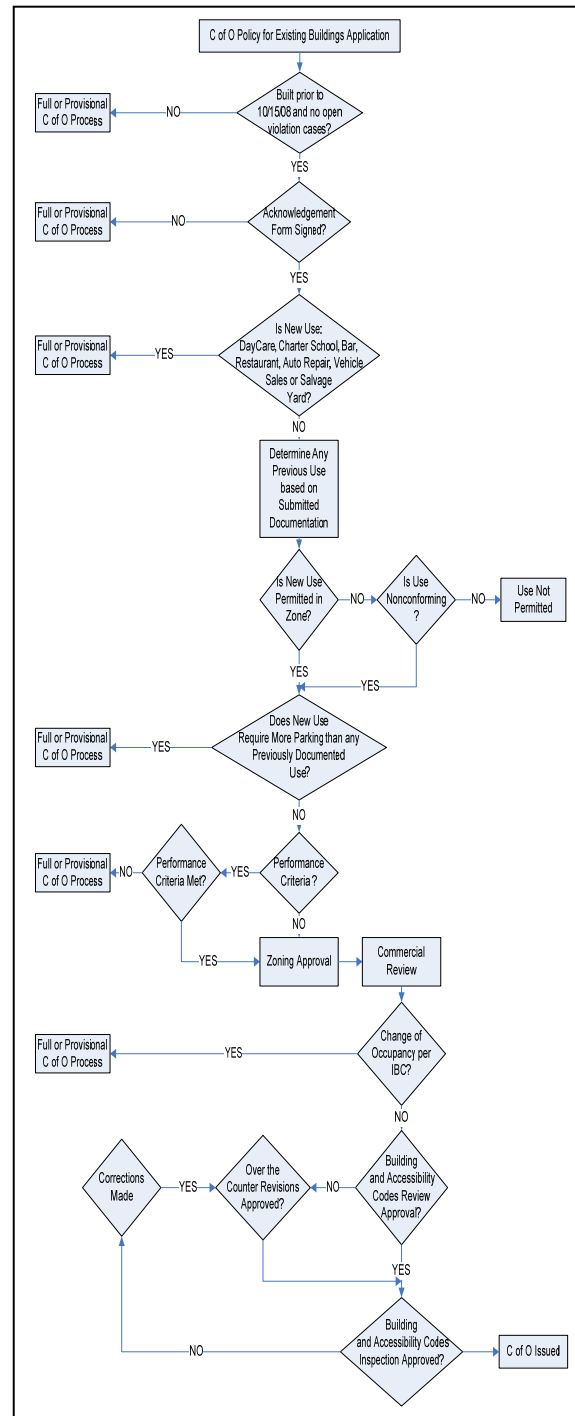 C of O Policy for Existing Buildings Application
Built prior to
10/15/08 and no open
violation cases?
NO
Full or Provisional
C of O Process
YES
Acknowledgement
Form Signed?
NO
Full or Provisional
C of O Process
YES
Is New Use:
DayCare, Charter School, Bar,
Restaurant, Auto Repair, Vehicle
Sales or Salvage
Yard?
YES
Full or Provisional
C of O Process
NO
Determine Any
Previous Use
based on
Submitted
Documentation
Is New Use
Permitted in
Zone?
NO
Is Use
Nonconforming
?
NO
Use Not
Permitted
YES
YES
Does New Use
Require More Parking than any
Previously Documented
Use?
YES
Full or Provisional
C of O Process
NO
Performance
Criteria ?
YES
Performance
Criteria Met?
NO
Full or Provisional
C of O Process
NO
YES
Zoning Approval
Commercial
Review
Change of
Occupancy per
IBC?
YES
Full or Provisional
C of O Process
NO
Building
and Accessibility
Codes Review
Approval?
NO
Over the
Counter Revisions
Approved?
YES
Corrections
Made
YES
Building
and Accessibility Codes
Inspection Approved?
NO
C of O Issued